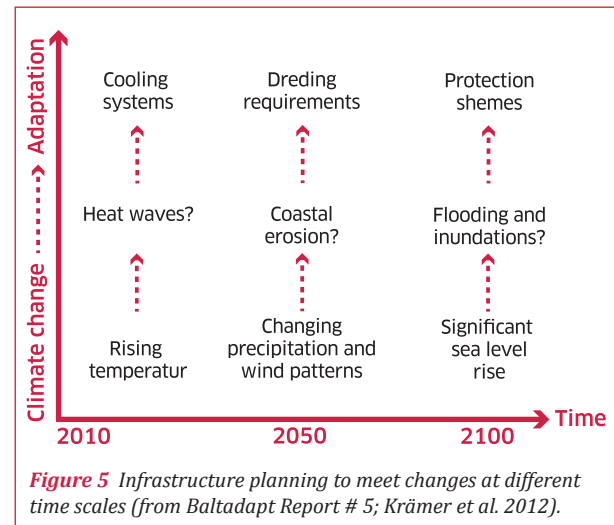 Climate change
Adaptation
Cooling
systems
Dreding
requirements
Protection
shemes
Heat waves?
Coastal
erosion?
Flooding and
inundations?
Rising
temperatur
Changing
precipitation and
wind patterns
Significant
sea level
rise
Time
2010
2050
2100
Figure 5 Infrastructure planning to meet changes at different
time scales (from Baltadapt Report # 5; Krämer et al. 2012).